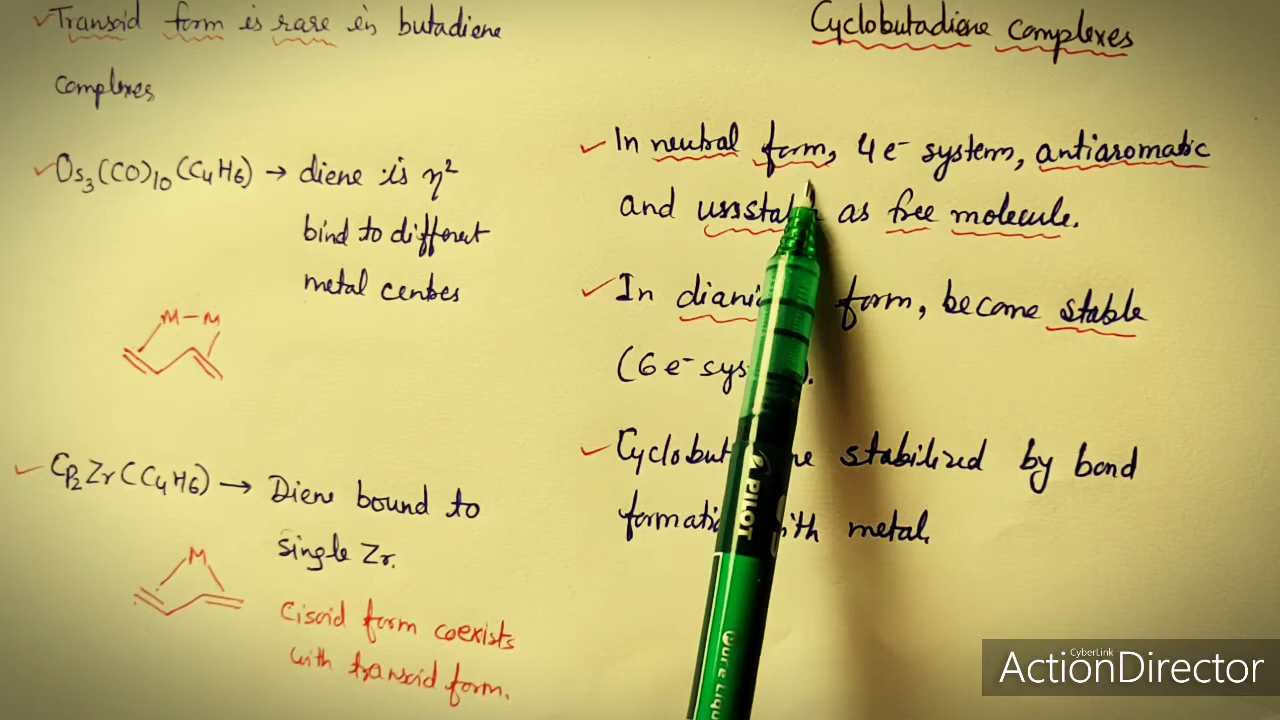 Transoid form is rare in butadiene
complexes
Os3(CO)10(C4H6) → diene is η2
bind to different
metal centres
M-M
Cp2Zr(C4H6) → Diene bound to
single Zr.
M
Cisoid form coexists
with transoid form.
Cyclobutadiene complexes
In neutral form, 4e- system, antiaromatic
and as free molecule.
In form, become stable
(6e-
stabilized by bond
with metal.
PILOT
CyberLink
ActionDirector